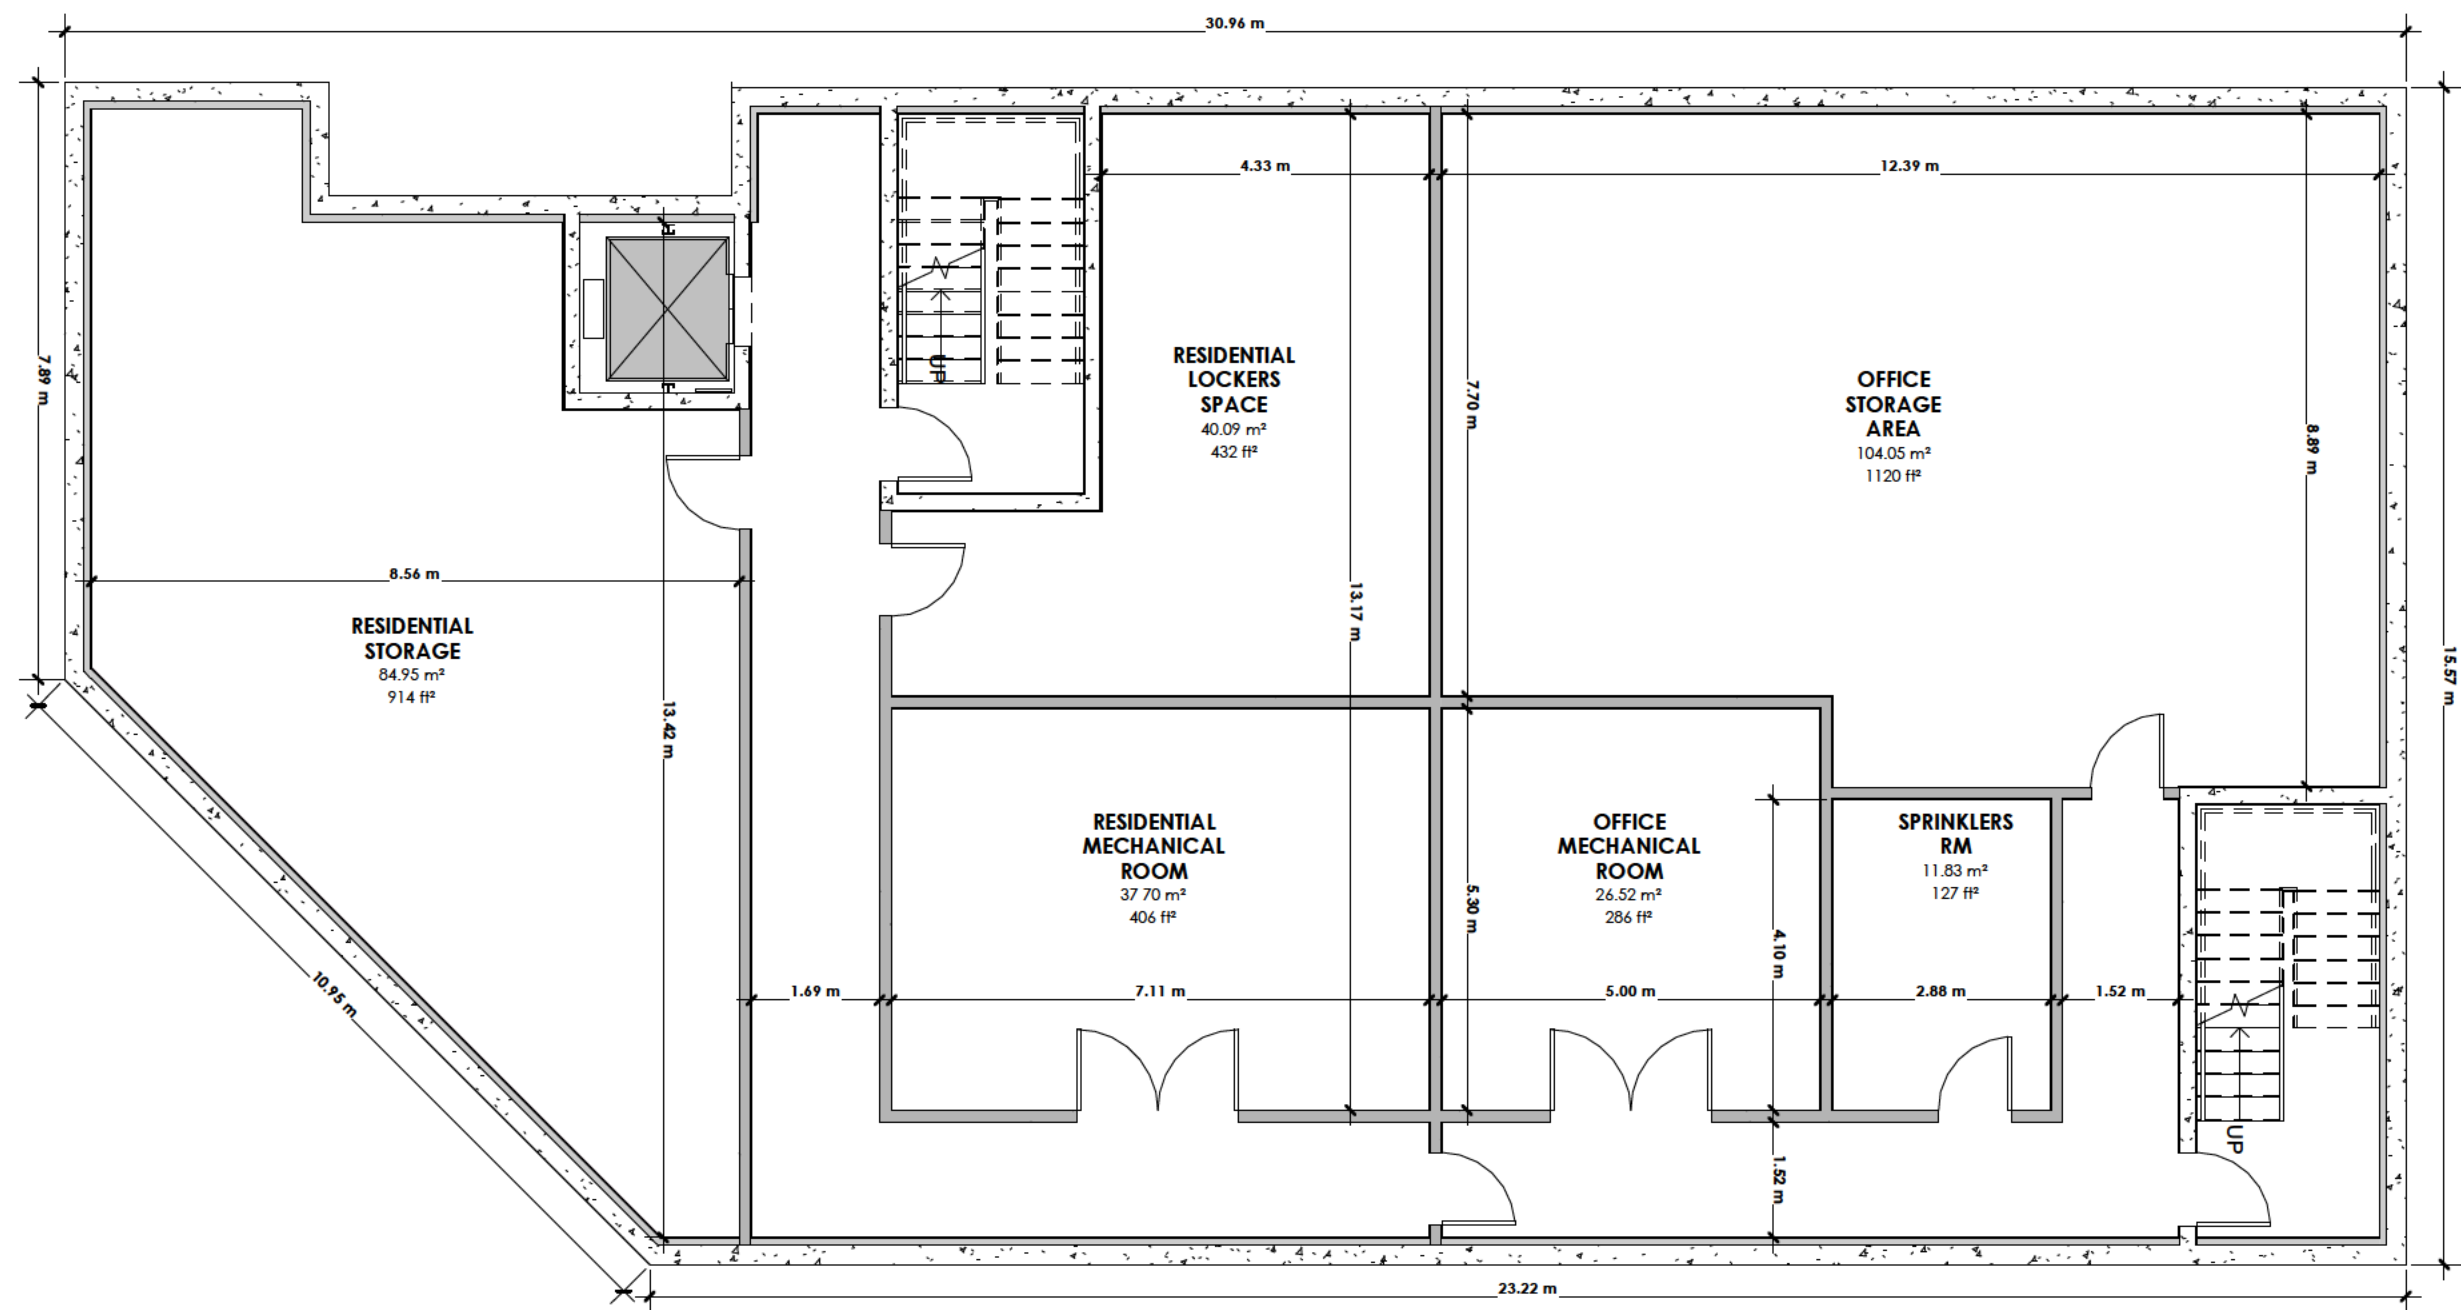 30.96 m
4.33 m
12.39 m
7.89 m
UP
RESIDENTIAL
LOCKERS
SPACE
40.09 m²
432 ft²
7.70 m
OFFICE
STORAGE
AREA
104.05 m²
1120 ft²
8.89 m
8.56 m
RESIDENTIAL
STORAGE
84.95 m²
914 ft²
13.17 m
13.42 m
15.57 m
RESIDENTIAL
MECHANICAL
ROOM
37 70 m²
406 ft²
5.30 m
OFFICE
MECHANICAL
ROOM
26.52 m²
286 ft²
4.10 m
SPRINKLERS
RM
11.83 m²
127 ft²
10.95 m
1.69 m
7.11 m
5.00 m
2.88 m
1.52 m
UP
1.52 m
23.22 m